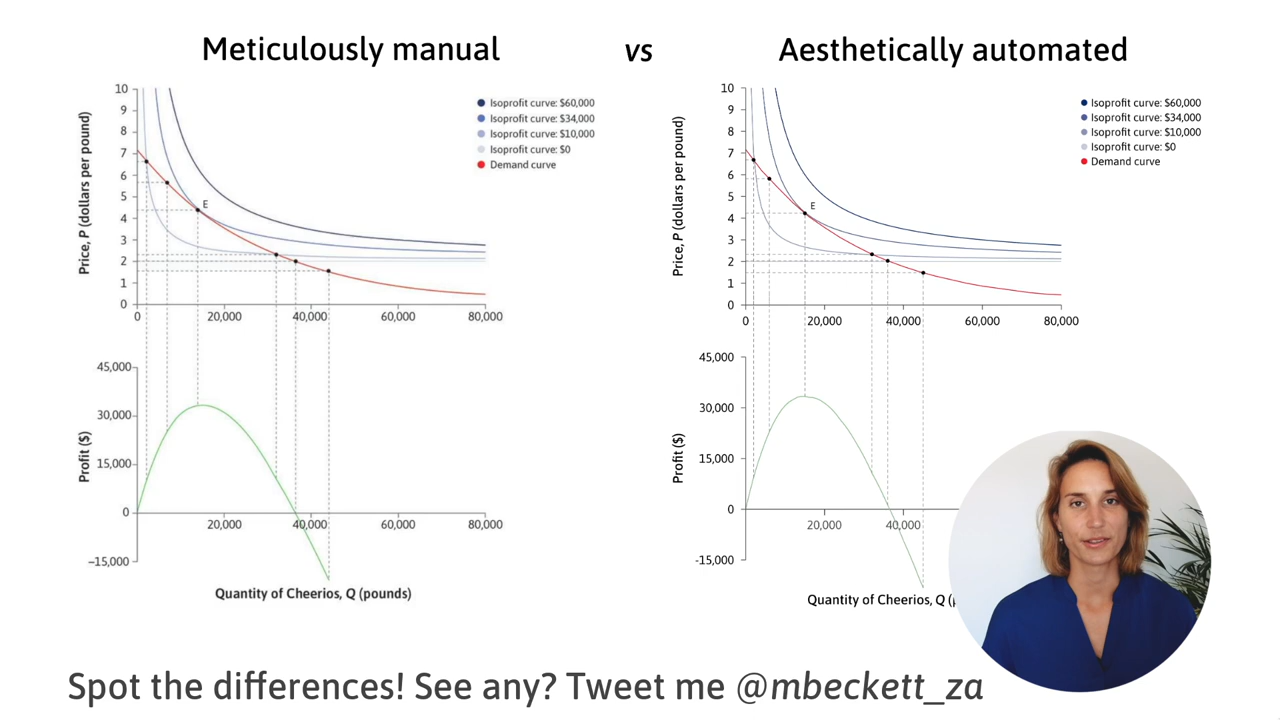 Meticulously manual vs Aesthetically automated
10
9
8
7
6
5
4
3
2
1
0
Price, P (dollars per pound)
Isoprofit curve: $60,000
Isoprofit curve: $34,000
Isoprofit curve: $10,000
Isoprofit curve: $0
Demand curve
E
0 20,000 40,000 60,000 80,000
45,000
30,000
15,000
0
–15,000
Profit ($)
20,000 40,000 60,000 80,000
Quantity of Cheerios, Q (pounds)
10
9
8
7
6
5
4
3
2
1
0
Price, P (dollars per pound)
Isoprofit curve: $60,000
Isoprofit curve: $34,000
Isoprofit curve: $10,000
Isoprofit curve: $0
Demand curve
E
0 20,000 40,000 60,000 80,000
45,000
30,000
15,000
0
-15,000
Profit ($)
20,000 40,000
Quantity of Cheerios, Q (p
Spot the differences! See any? Tweet me @mbeckett_za